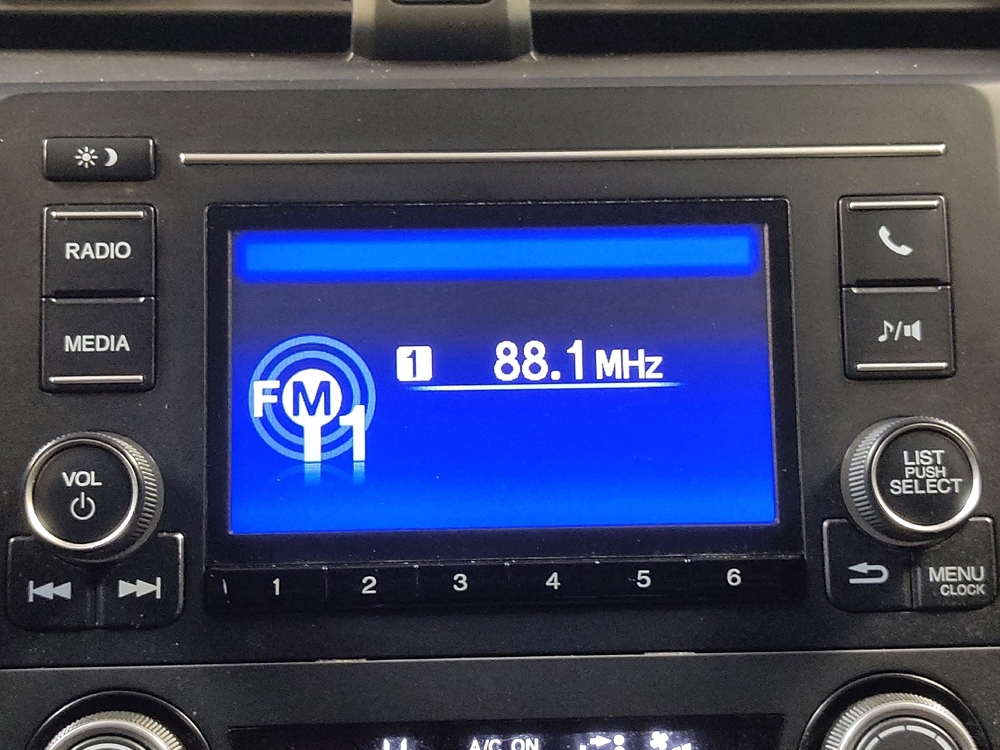 RADIO
MEDIA
1 88.1 MHz
FM
1
VOL
LIST
PUSH
SELECT
1 2 3 4 5 6
MENU
CLOCK
A/C ON